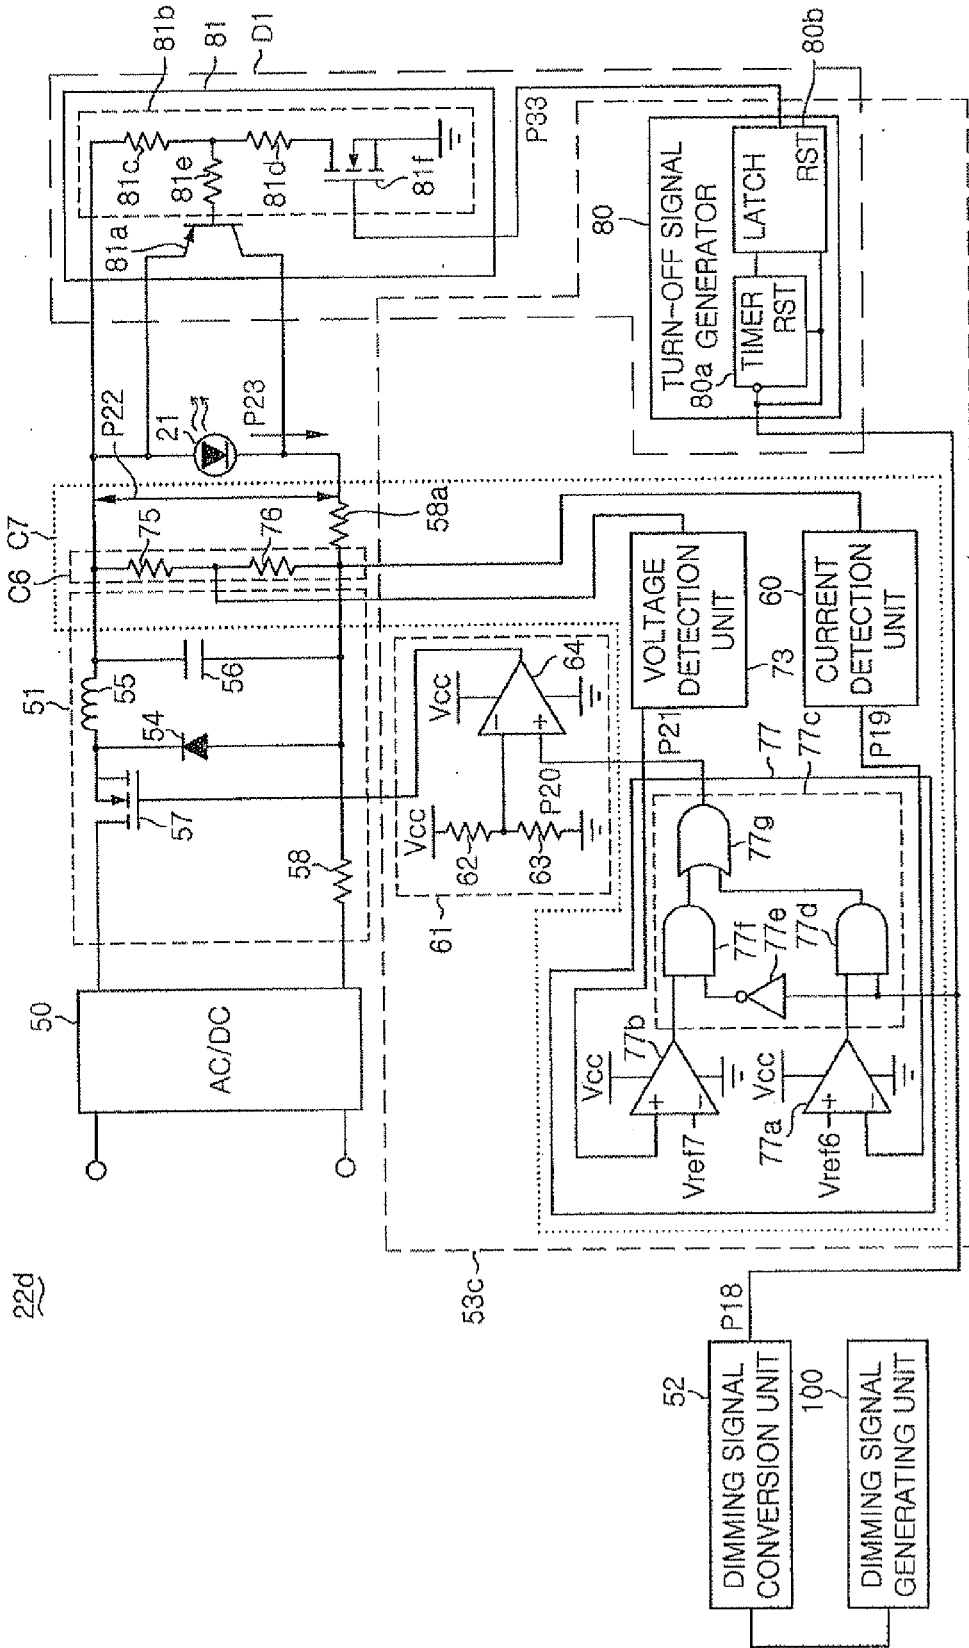 22d
50
AC/DC
51
57
54
55
56
58
C6
C7
75
76
58a
P22
21
P23
D1
81
81b
81a
81c
81e
81d
81f
P33
53c
61
Vcc
62
63
P20
Vcc
64
VOLTAGE
DETECTION
UNIT
73
P21
60
CURRENT
DETECTION
UNIT
P19
77
77c
77b
Vcc
Vref7
77a
Vcc
Vref6
77f
77e
77d
77g
+
−
+
−
−
+
80
TURN-OFF SIGNAL
GENERATOR
80a
TIMER
RST
LATCH
RST
80b
P18
52
DIMMING SIGNAL
CONVERSION UNIT
100
DIMMING SIGNAL
GENERATING UNIT